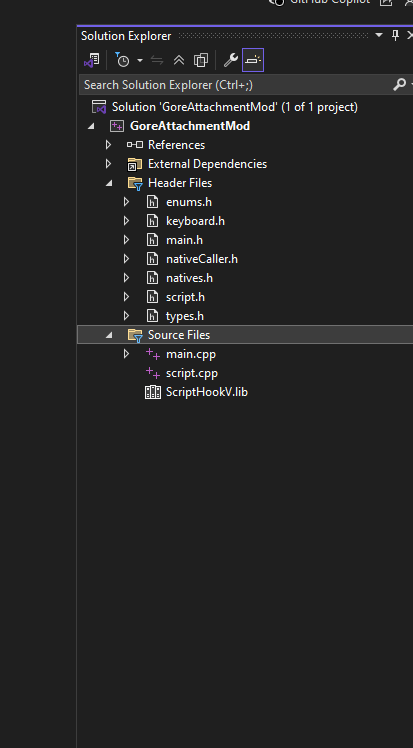 GitHub Copilot
Solution Explorer
Search Solution Explorer (Ctrl+;)
Solution 'GoreAttachmentMod' (1 of 1 project)
GoreAttachmentMod
References
External Dependencies
Header Files
enums.h
keyboard.h
main.h
nativeCaller.h
natives.h
script.h
types.h
Source Files
main.cpp
script.cpp
ScriptHookV.lib